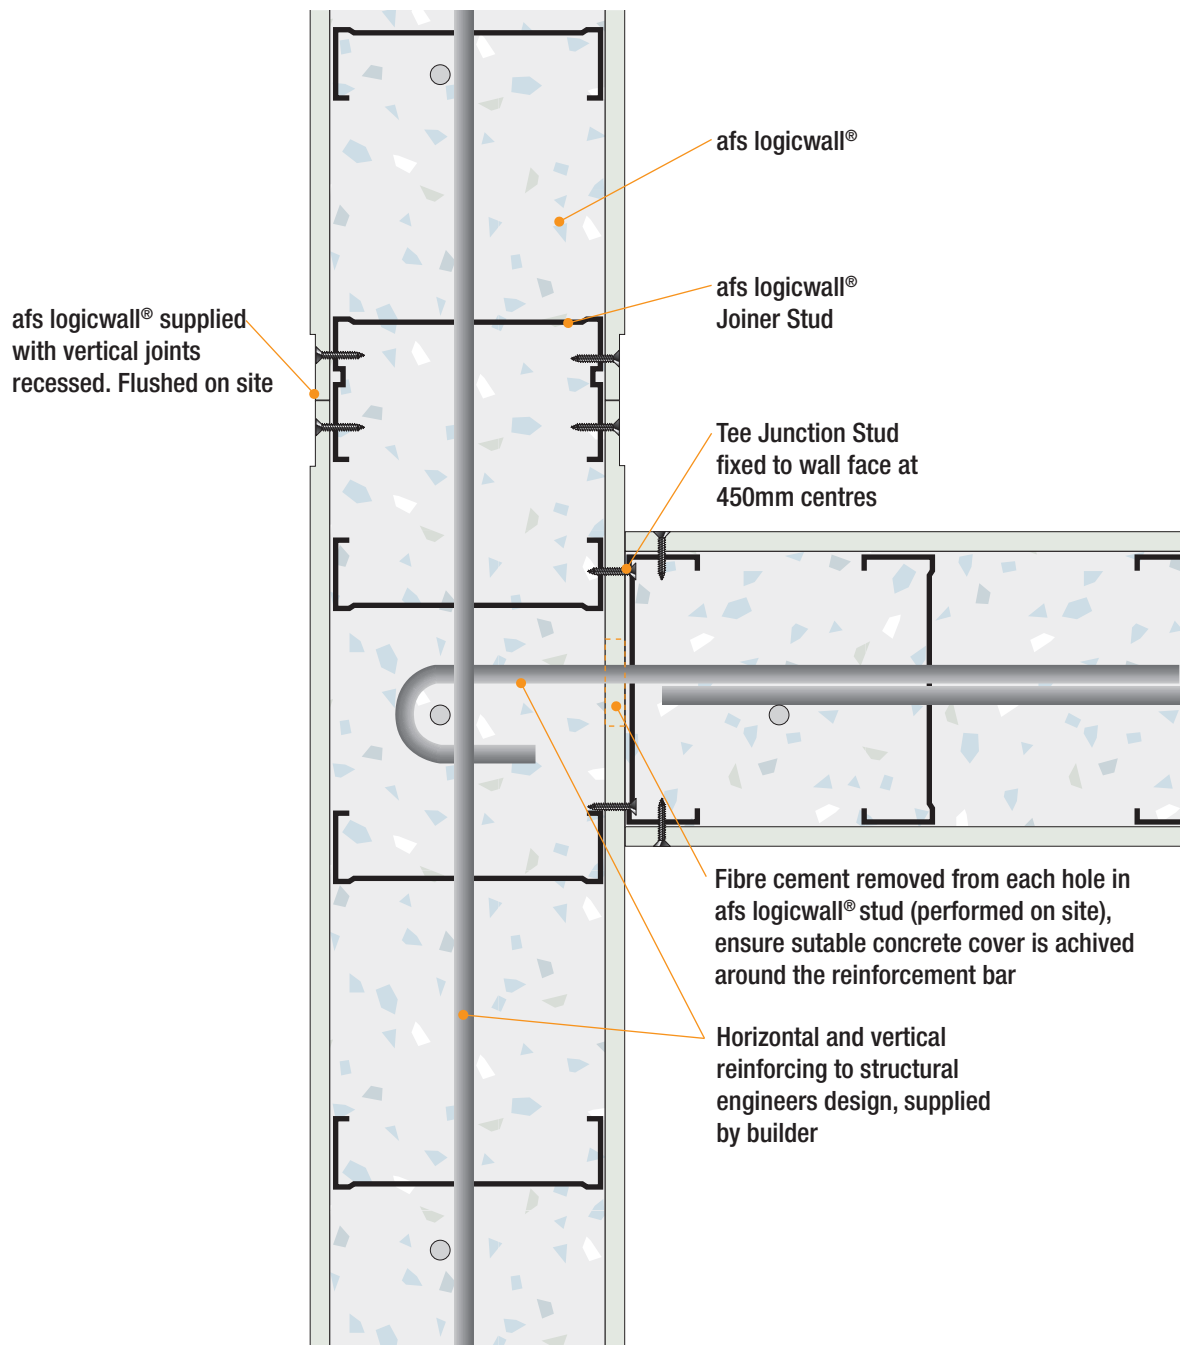 afs logicwall®
afs logicwall®
Joiner Stud
afs logicwall® supplied
with vertical joints
recessed. Flushed on site
Tee Junction Stud
fixed to wall face at
450mm centres
Fibre cement removed from each hole in
afs logicwall® stud (performed on site),
ensure sutable concrete cover is achived
around the reinforcement bar
Horizontal and vertical
reinforcing to structural
engineers design, supplied
by builder